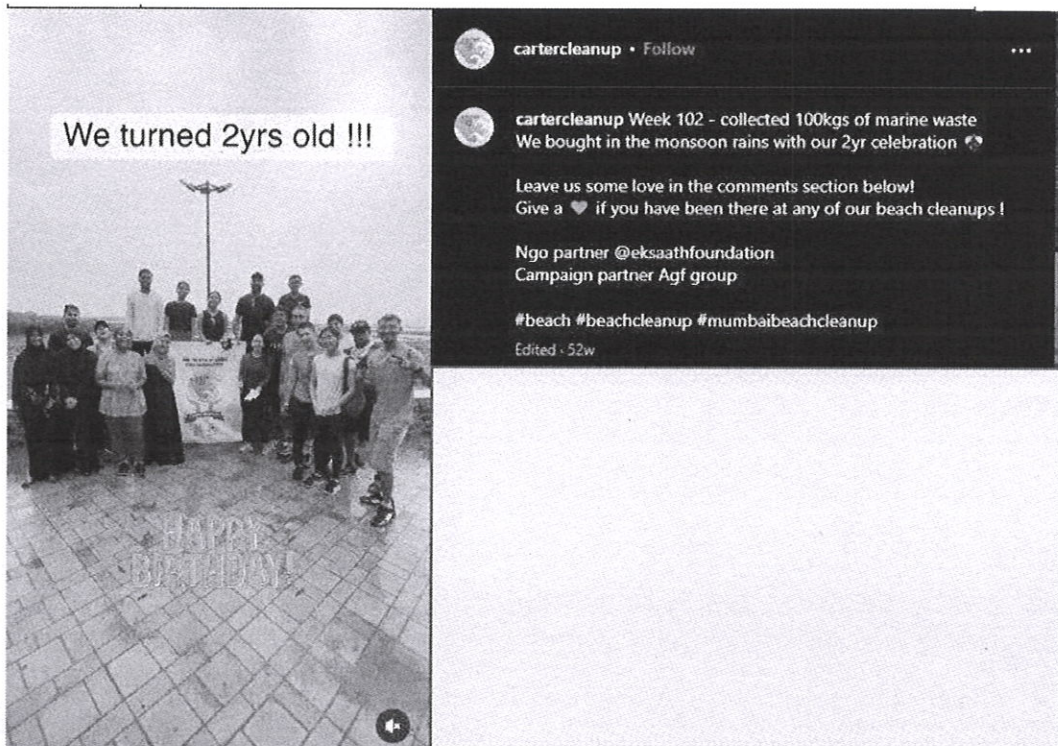 We turned 2yrs old !!!
HAPPY
BIRTHDAY!
cartercleanup • Follow
cartercleanup Week 102 - collected 100kgs of marine waste
We bought in the monsoon rains with our 2yr celebration
Leave us some love in the comments section below!
Give a ♥ if you have been there at any of our beach cleanups !
Ngo partner @eksaathfoundation
Campaign partner Agf group
#beach #beachcleanup #mumbaibeachcleanup
Edited · 52w